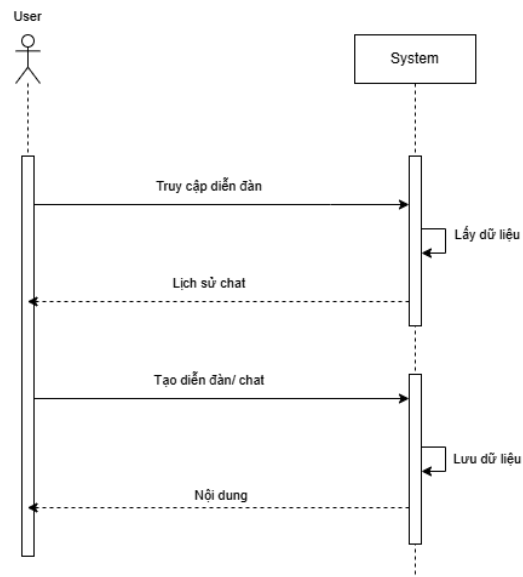 User
System
Truy cập diễn đàn
Lấy dữ liệu
Lịch sử chat
Tạo diễn đàn/ chat
Lưu dữ liệu
Nội dung